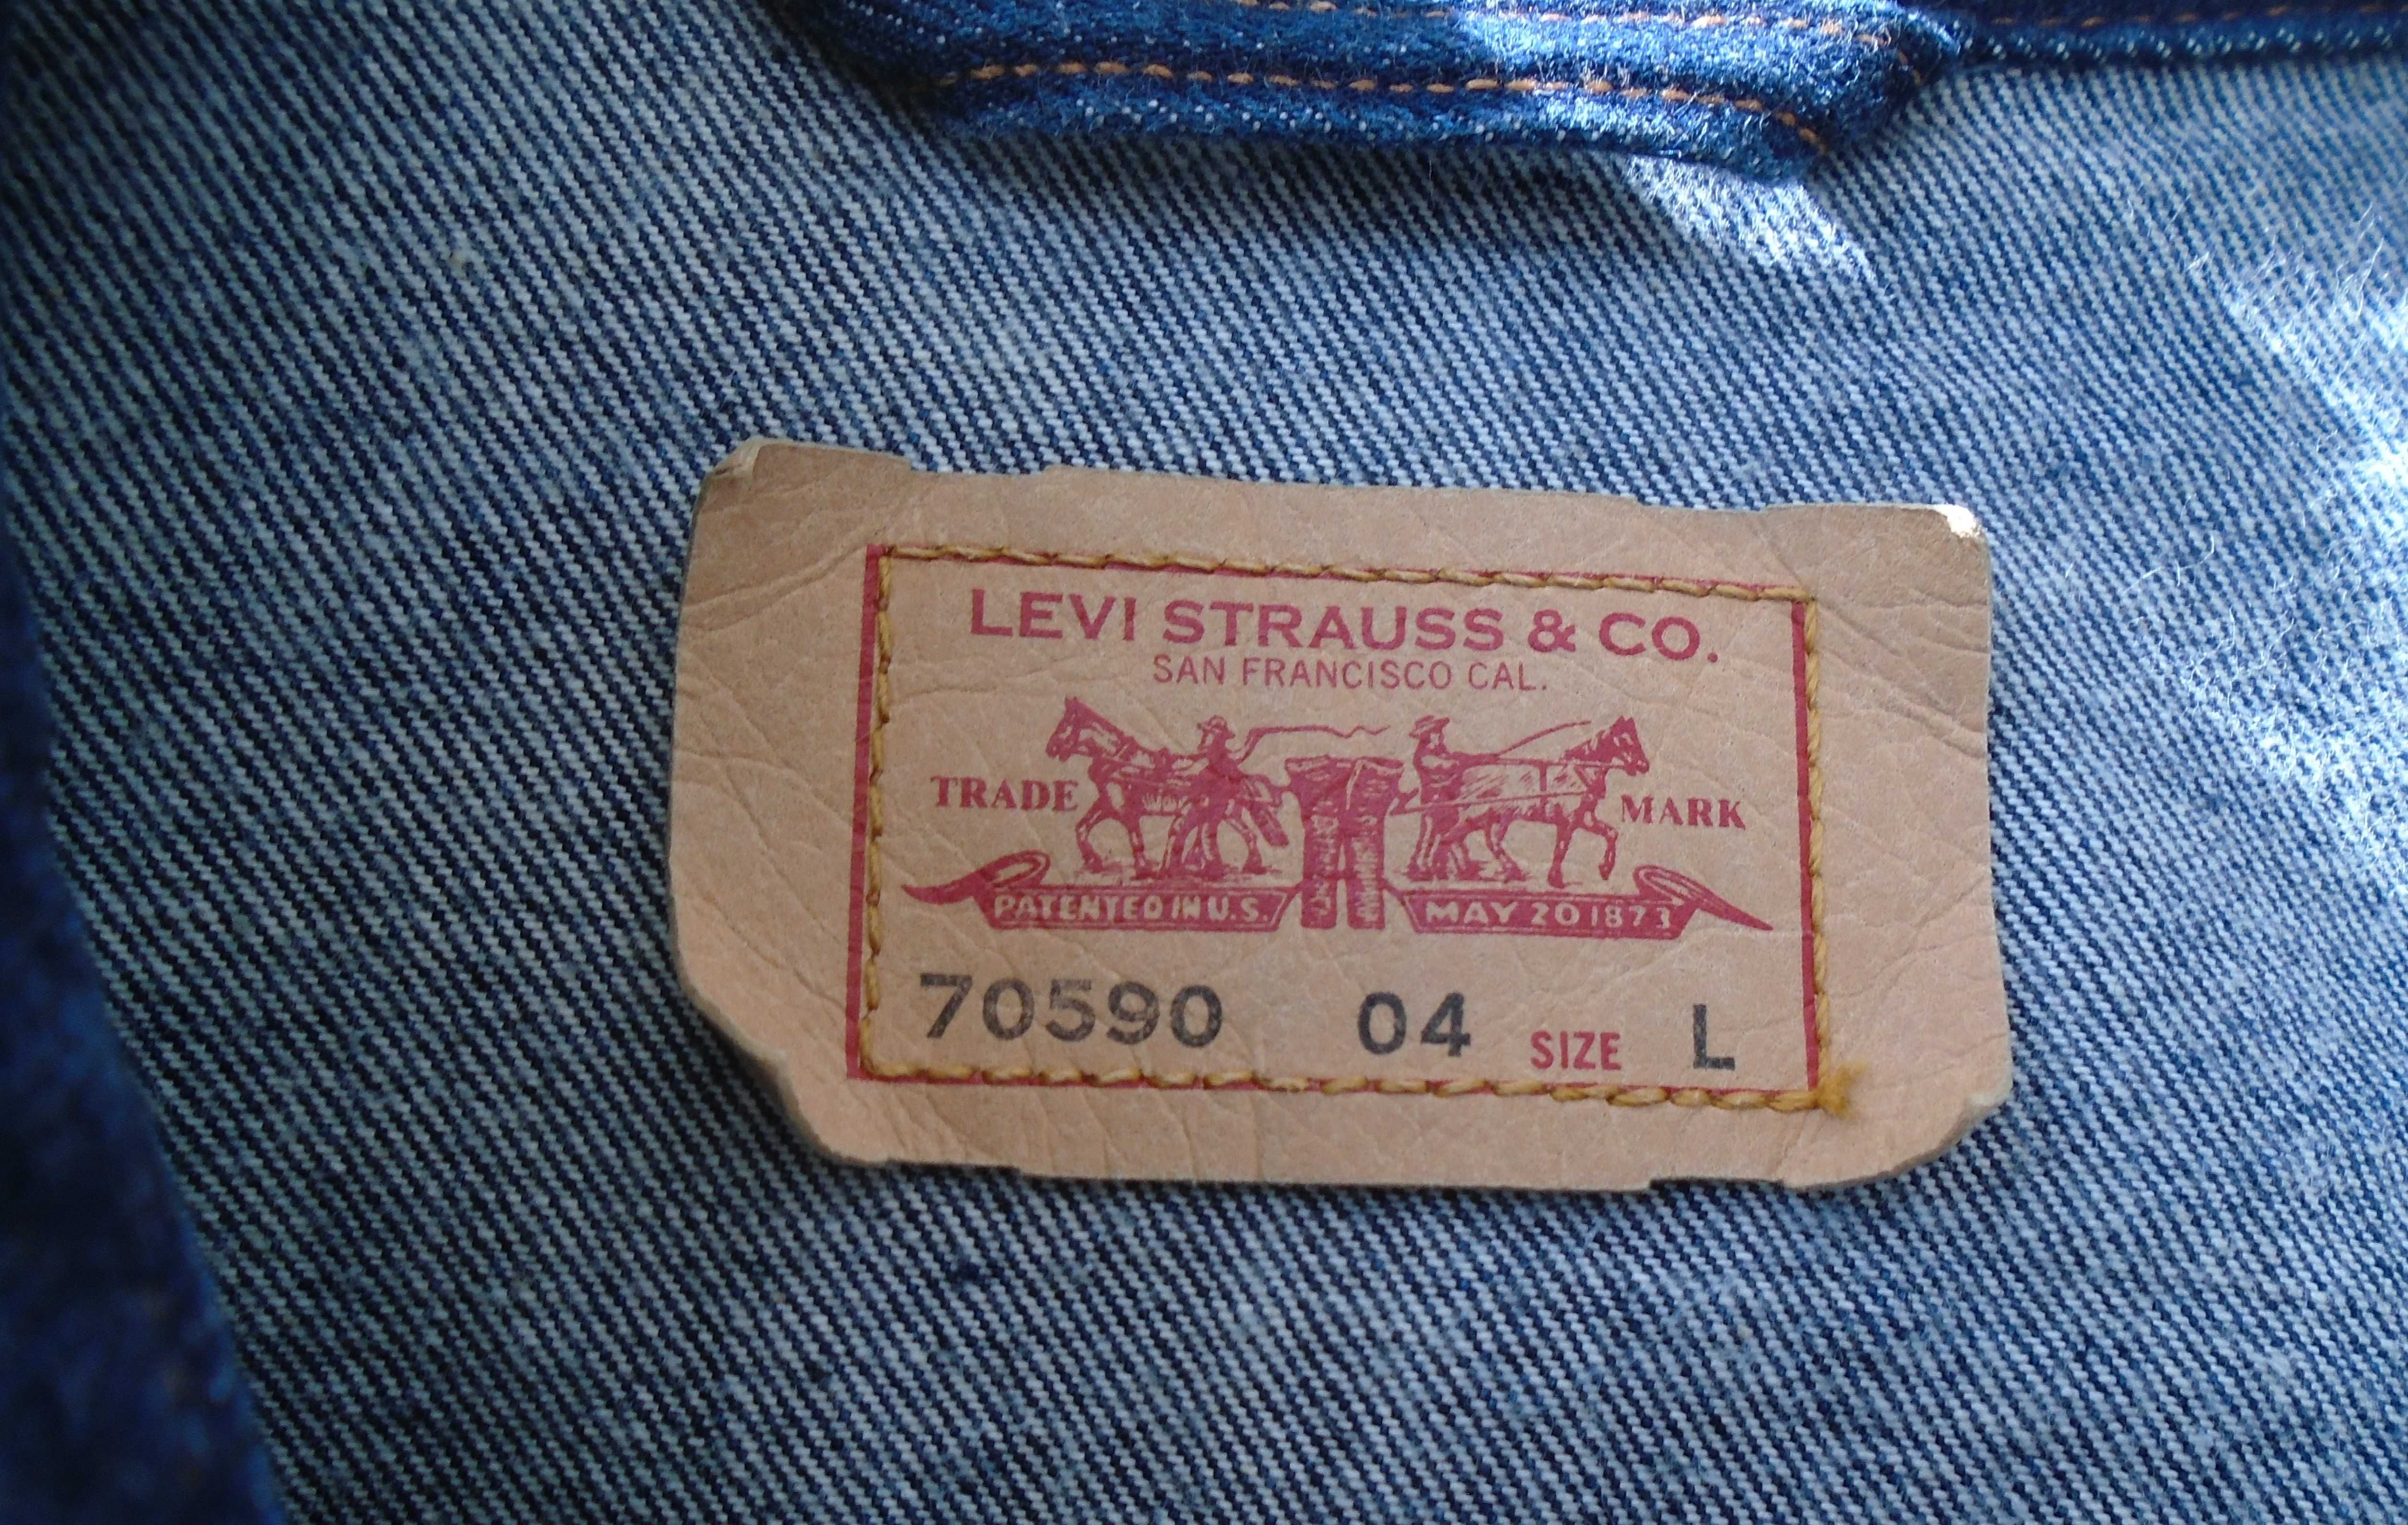 LEVI STRAUSS & CO.
SAN FRANCISCO CAL.
TRADE MARK
PATENTED IN U.S. MAY 20 1873
70590 04 SIZE L